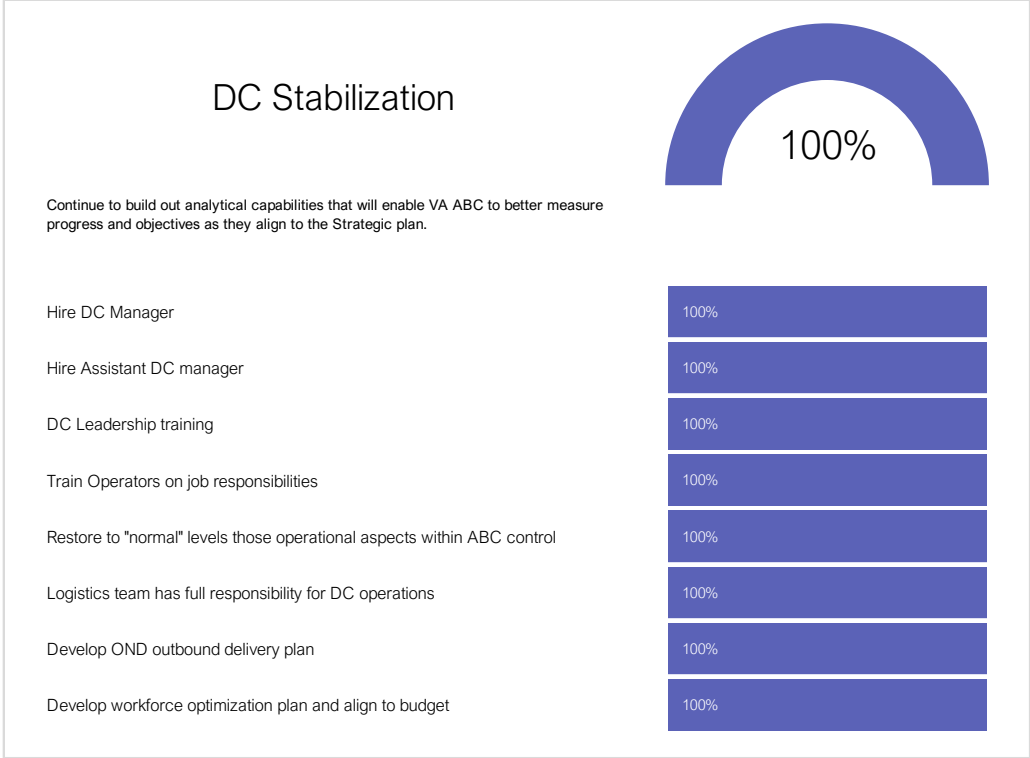 DC Stabilization
100%
Continue to build out analytical capabilities that will enable VA ABC to better measure
progress and objectives as they align to the Strategic plan.
Hire DC Manager
100%
Hire Assistant DC manager
100%
DC Leadership training
100%
Train Operators on job responsibilities
100%
Restore to "normal" levels those operational aspects within ABC control
100%
Logistics team has full responsibility for DC operations
100%
Develop OND outbound delivery plan
100%
Develop workforce optimization plan and align to budget
100%